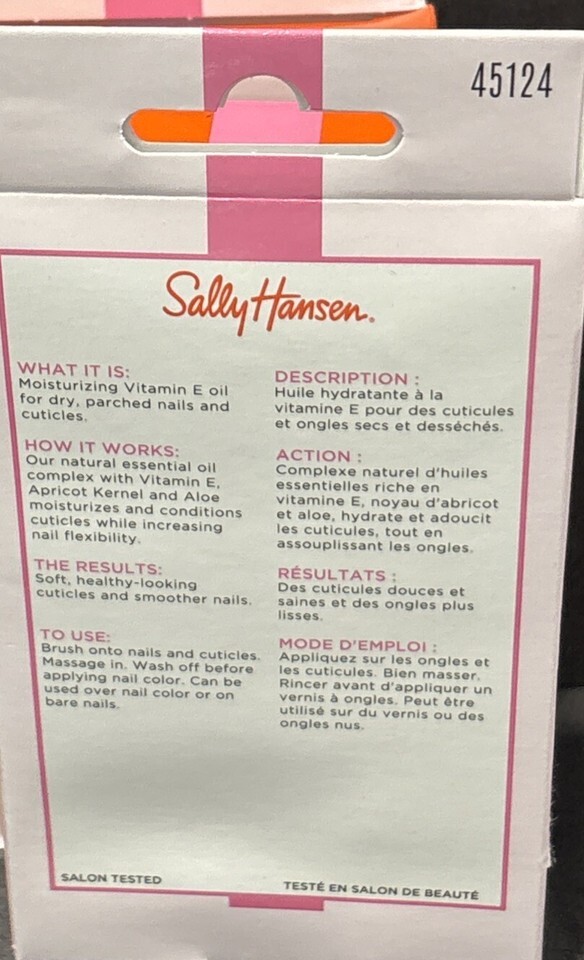 45124
Sally Hansen.
WHAT IT IS:
Moisturizing Vitamin E oil
for dry, parched nails and
cuticles.
HOW IT WORKS:
Our natural essential oil
complex with Vitamin E,
Apricot Kernel and Aloe
moisturizes and conditions
cuticles while increasing
nail flexibility.
THE RESULTS:
Soft, healthy-looking
cuticles and smoother nails.
TO USE:
Brush onto nails and cuticles.
Massage in. Wash off before
applying nail color. Can be
used over nail color or on
bare nails.
SALON TESTED
DESCRIPTION :
Huile hydratante à la
vitamine E pour des cuticules
et ongles secs et desséchés.
ACTION :
Complexe naturel d'huiles
essentielles riche en
vitamine E, noyau d'abricot
et aloe, hydrate et adoucit
les cuticules, tout en
assouplissant les ongles.
RÉSULTATS :
Des cuticules douces et
saines et des ongles plus
lisses.
MODE D'EMPLOI :
Appliquez sur les ongles et
les cuticules. Bien masser.
Rincer avant d'appliquer un
vernis à ongles. Peut être
utilisé sur du vernis ou des
ongles nus.
TESTÉ EN SALON DE BEAUTÉ